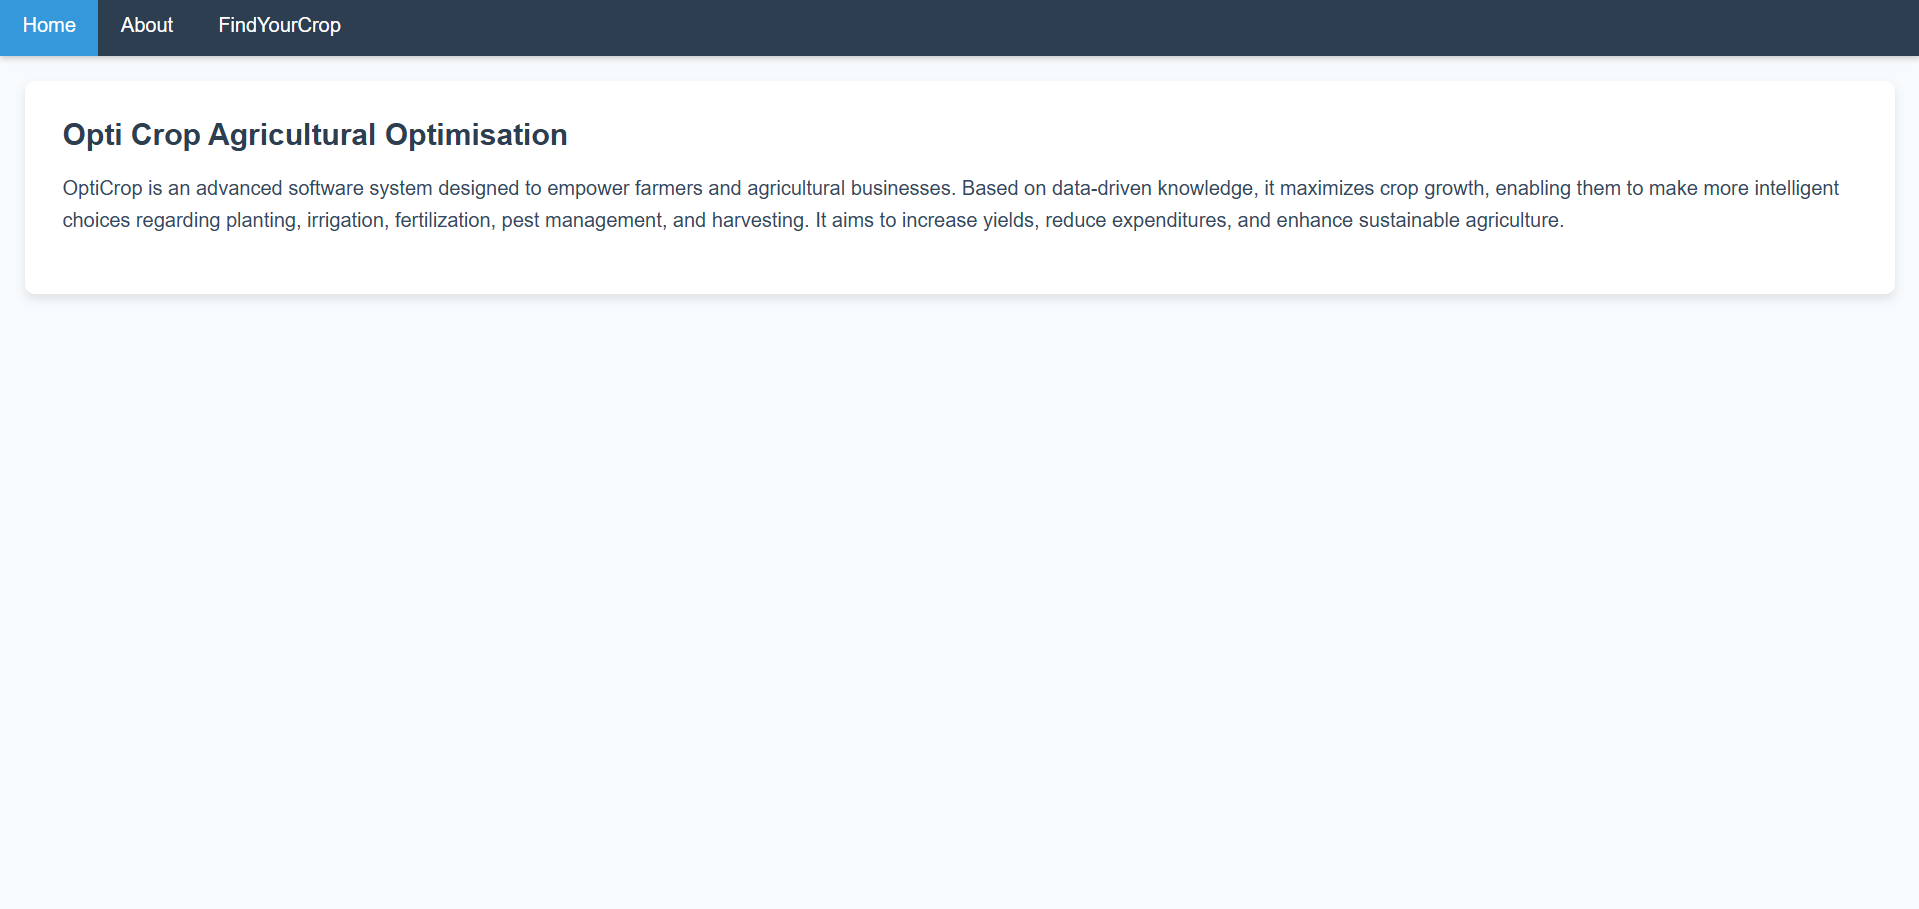 Home About FindYourCrop
Opti Crop Agricultural Optimisation
OptiCrop is an advanced software system designed to empower farmers and agricultural businesses. Based on data-driven knowledge, it maximizes crop growth, enabling them to make more intelligent
choices regarding planting, irrigation, fertilization, pest management, and harvesting. It aims to increase yields, reduce expenditures, and enhance sustainable agriculture.